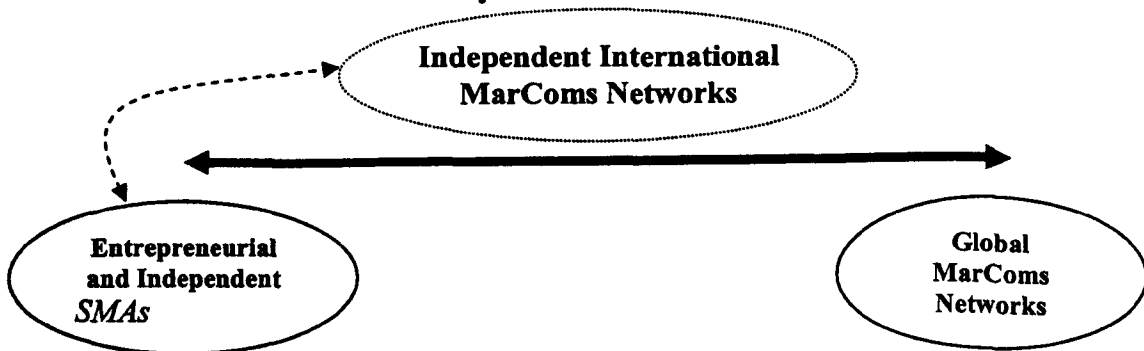 Independent International
MarComs Networks
Entrepreneurial
and Independent
SMAs
Global
MarComs
Networks